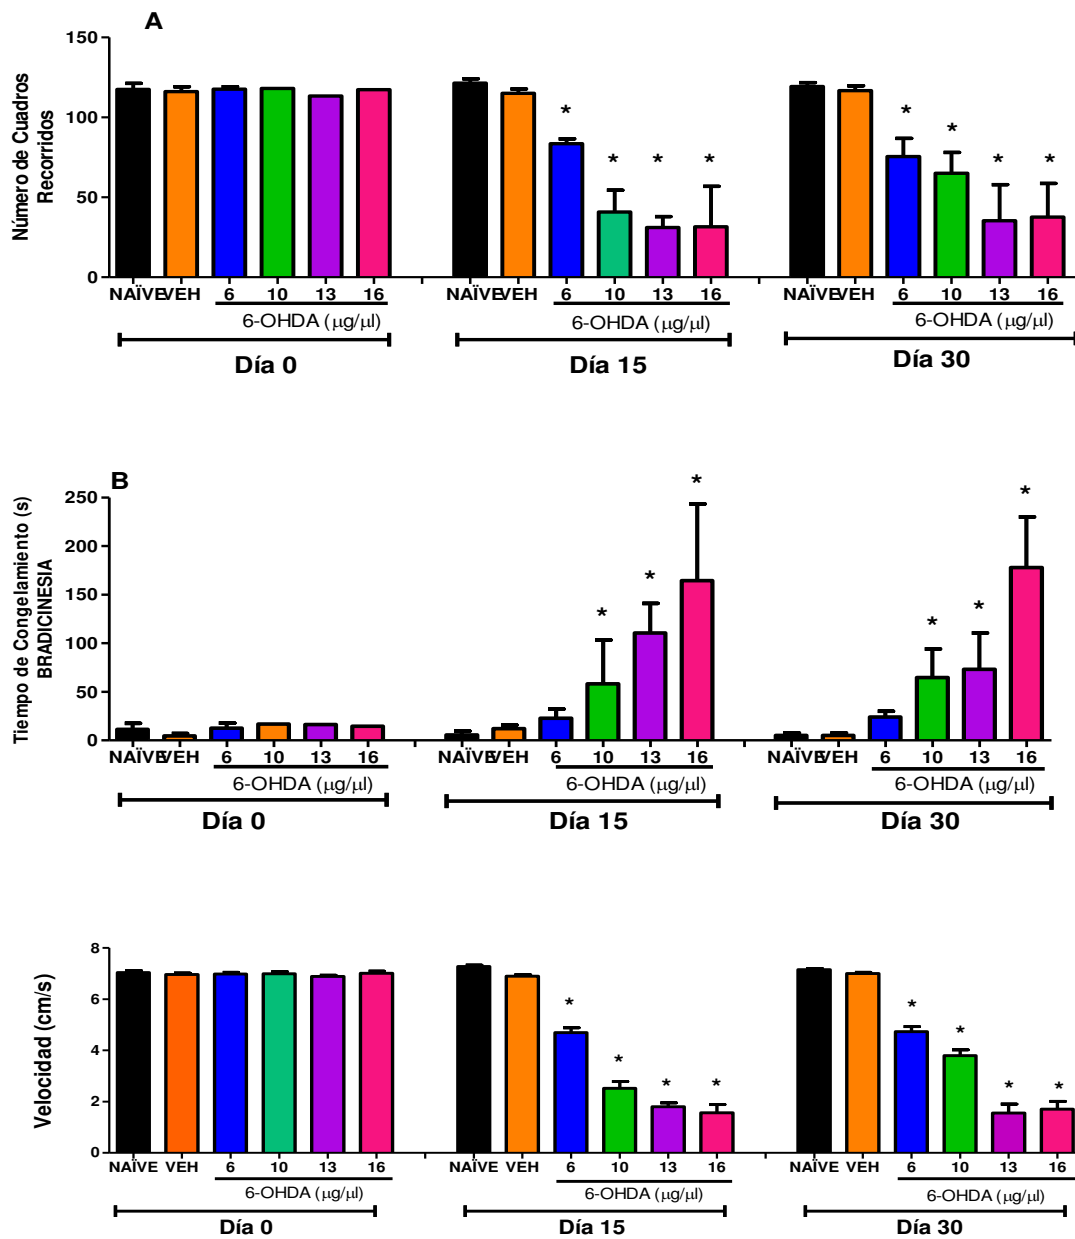 A
Número de Cuadros
Recorridos
150
100
50
0
* * * * * * * *
NAÏVE VEH 6 10 13 16 NAÏVE VEH 6 10 13 16 NAÏVE VEH 6 10 13 16
6-OHDA (µg/µl) 6-OHDA (µg/µl) 6-OHDA (µg/µl)
Día 0 Día 15 Día 30
B
Tiempo de Congelamiento (s)
BRADICINESIA
250
200
150
100
50
0
* * * * * *
NAÏVE VEH 6 10 13 16 NAÏVE VEH 6 10 13 16 NAÏVE VEH 6 10 13 16
6-OHDA (µg/µl) 6-OHDA (µg/µl) 6-OHDA (µg/µl)
Día 0 Día 15 Día 30
Velocidad (cm/s)
8
6
4
2
0
* * * * * * * *
NAÏVE VEH 6 10 13 16 NAÏVE VEH 6 10 13 16 NAÏVE VEH 6 10 13 16
6-OHDA (µg/µl) 6-OHDA (µg/µl) 6-OHDA (µg/µl)
Día 0 Día 15 Día 30